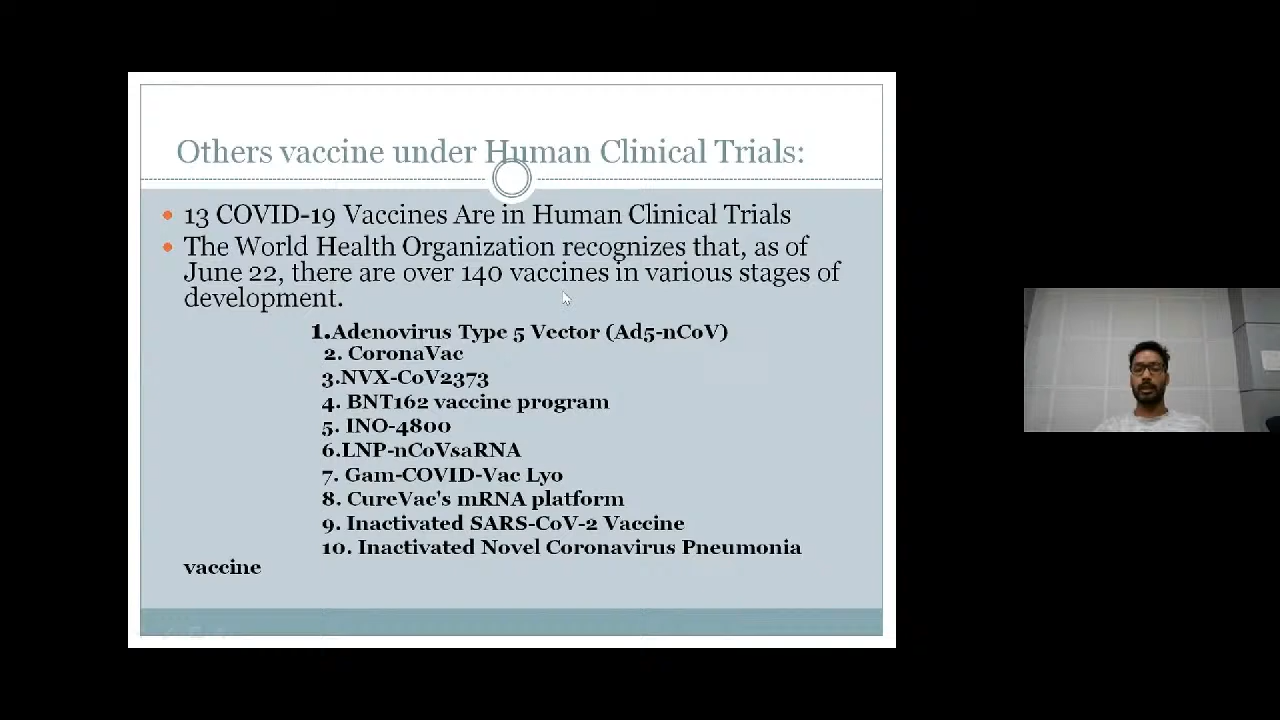 Others vaccine under Human Clinical Trials:
13 COVID-19 Vaccines Are in Human Clinical Trials
The World Health Organization recognizes that, as of
June 22, there are over 140 vaccines in various stages of
development.
1.Adenovirus Type 5 Vector (Ad5-nCoV)
2. CoronaVac
3.NVX-CoV2373
4. BNT162 vaccine program
5. INO-4800
6.LNP-nCoVsaRNA
7. Gam-COVID-Vac Lyo
8. CureVac's mRNA platform
9. Inactivated SARS-CoV-2 Vaccine
10. Inactivated Novel Coronavirus Pneumonia
vaccine